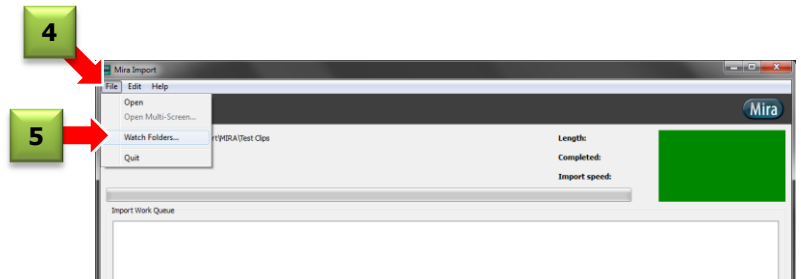 4
Mira Import
File Edit Help
Open
Open Multi-Screen...
Mira
5
Watch Folders...
rt\MIRA\Test Clips
Length:
Quit
Completed:
Import speed:
Import Work Queue